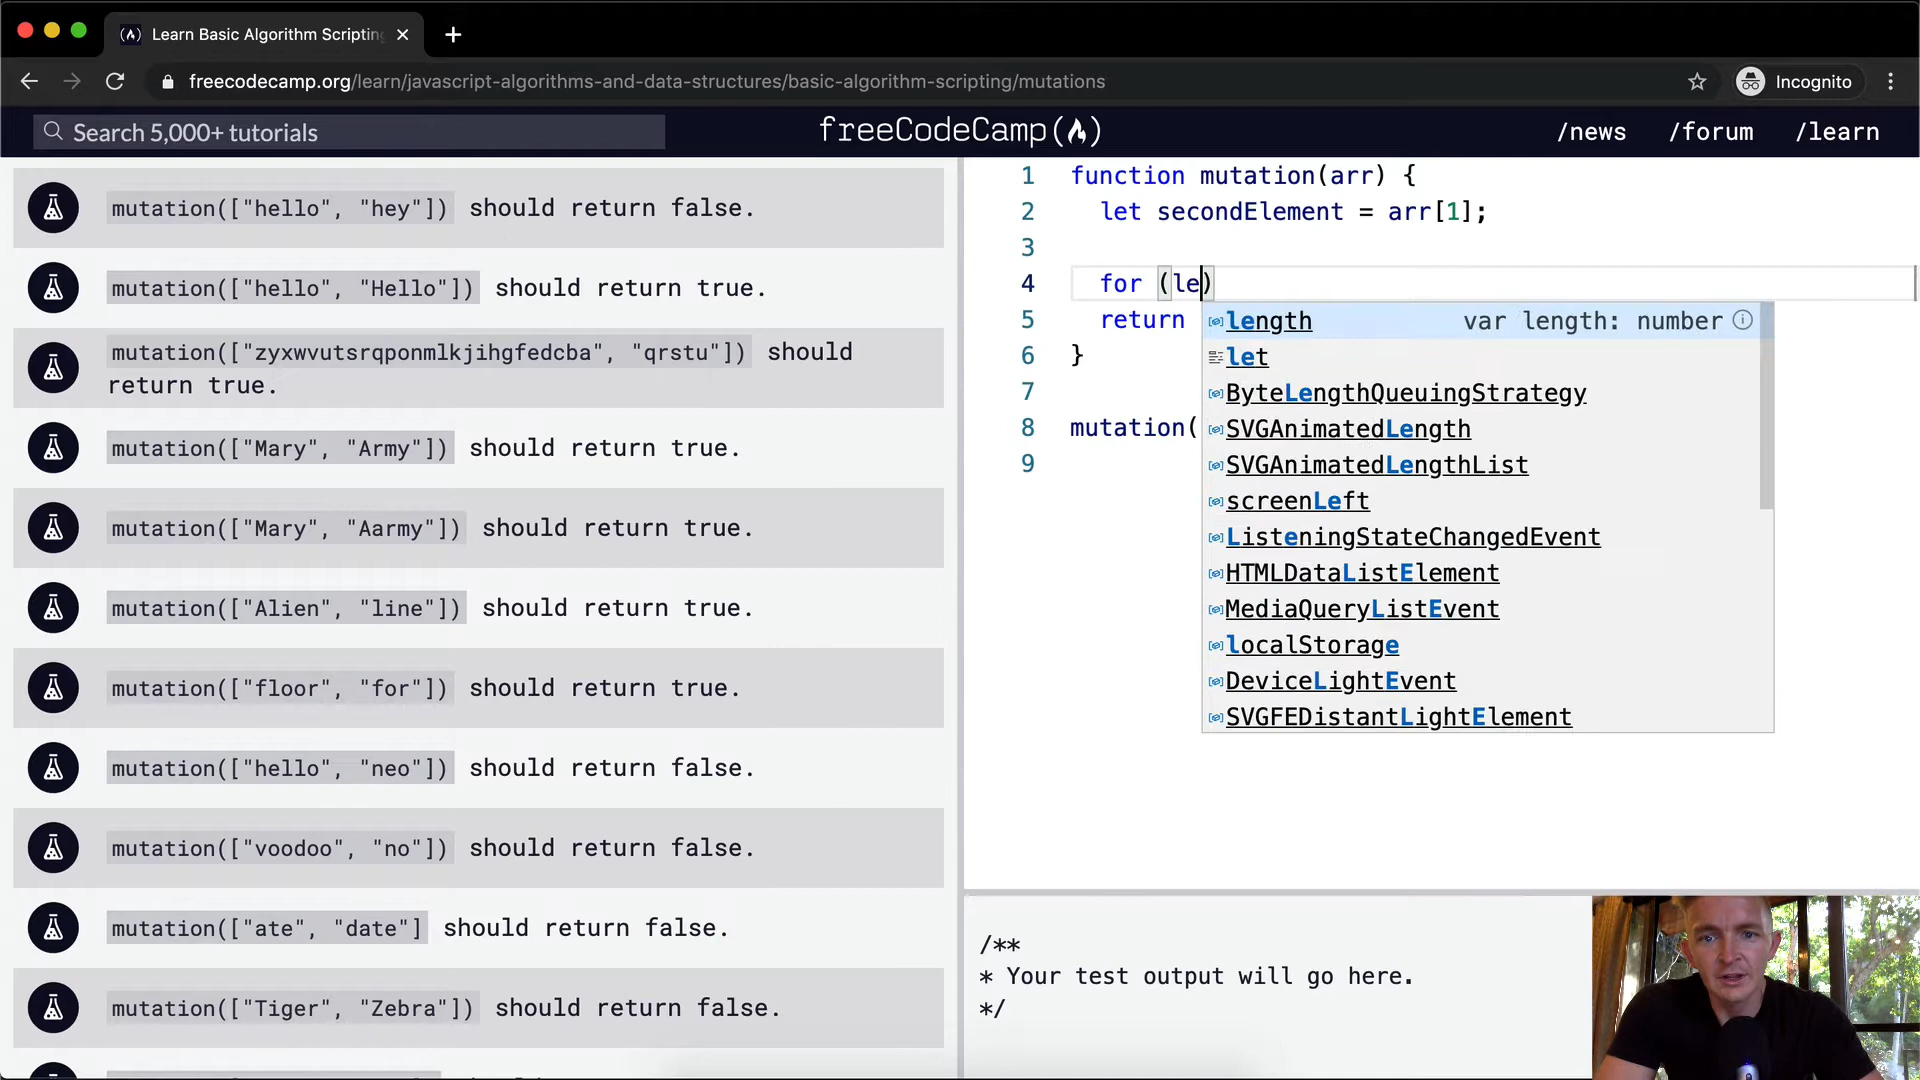 Learn Basic Algorithm Scripting
freecodecamp.org/learn/javascript-algorithms-and-data-structures/basic-algorithm-scripting/mutations
Incognito
Search 5,000+ tutorials
freeCodeCamp
/news
/forum
/learn
mutation(["hello", "hey"]) should return false.
mutation(["hello", "Hello"]) should return true.
mutation(["zyxwvutsrqponmlkjihgfedcba", "qrstu"]) should
return true.
mutation(["Mary", "Army"]) should return true.
mutation(["Mary", "Aarmy"]) should return true.
mutation(["Alien", "line"]) should return true.
mutation(["floor", "for"]) should return true.
mutation(["hello", "neo"]) should return false.
mutation(["voodoo", "no"]) should return false.
mutation(["ate", "date"] should return false.
mutation(["Tiger", "Zebra"]) should return false.
1 function mutation(arr) {
2 let secondElement = arr[1];
3
4 for (le)
5 return
6 }
7
8 mutation(
9
length var length: number
let
ByteLengthQueuingStrategy
SVGAnimatedLength
SVGAnimatedLengthList
screenLeft
ListeningStateChangedEvent
HTMLDataListElement
MediaQueryListEvent
localStorage
DeviceLightEvent
SVGFEDistantLightElement
/**
* Your test output will go here.
*/